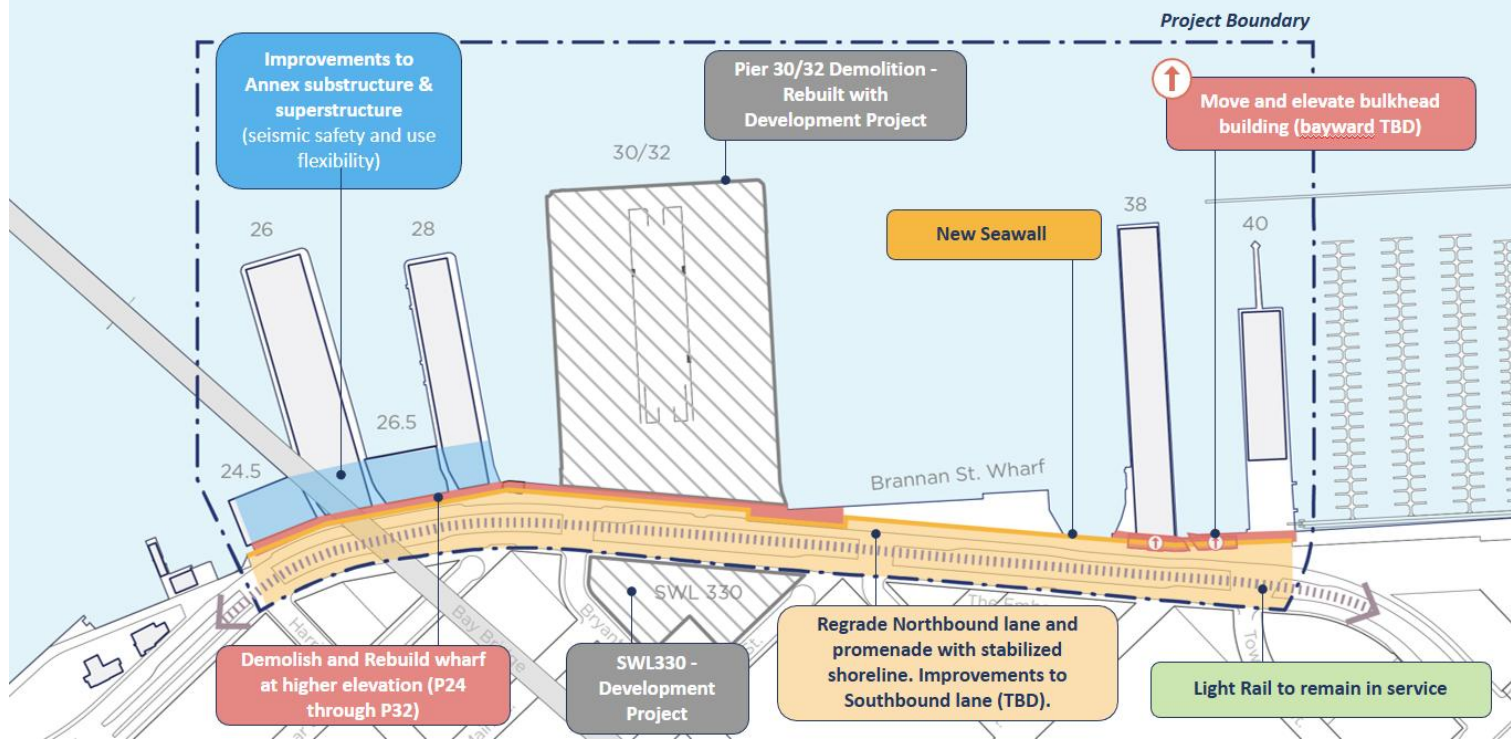 Project Boundary
Improvements to
Annex substructure &
superstructure
(seismic safety and use
flexibility)
Pier 30/32 Demolition -
Rebuilt with
Development Project
Move and elevate bulkhead
building (bayward TBD)
30/32
26
28
38
40
New Seawall
26.5
24.5
Brannan St. Wharf
SWL 330
Bay Bridge
St.
Demolish and Rebuild wharf
at higher elevation (P24
through P32)
SWL330 -
Development
Project
Regrade Northbound lane and
promenade with stabilized
shoreline. Improvements to
Southbound lane (TBD).
Light Rail to remain in service